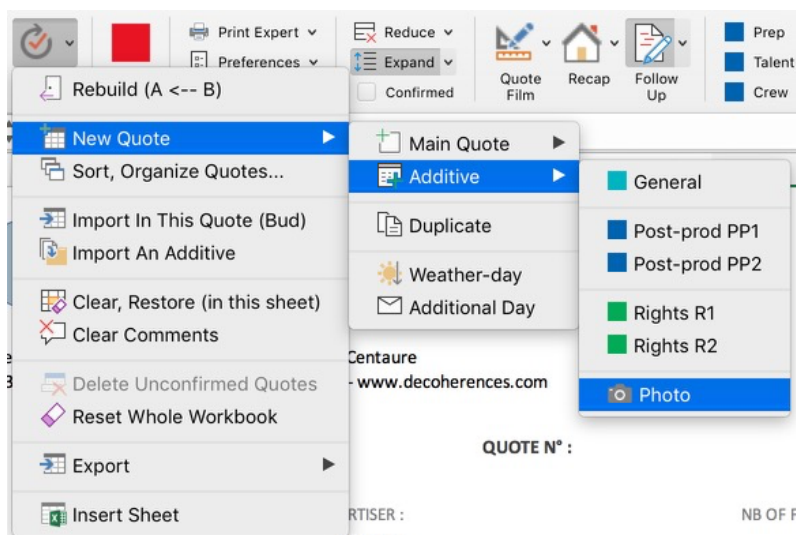 Print Expert
Preferences
Reduce
Expand
Confirmed
Quote
Film
Recap
Follow
Up
Prep
Talent
Crew
Rebuild (A <-- B)
New Quote
Sort, Organize Quotes...
Import In This Quote (Bud)
Import An Additive
Clear, Restore (in this sheet)
Clear Comments
Delete Unconfirmed Quotes
Reset Whole Workbook
Export
Insert Sheet
Main Quote
Additive
Duplicate
Weather-day
Additional Day
General
Post-prod PP1
Post-prod PP2
Rights R1
Rights R2
Photo
Centaure
- www.decoherences.com
QUOTE N° :
RTISER :
NB OF F